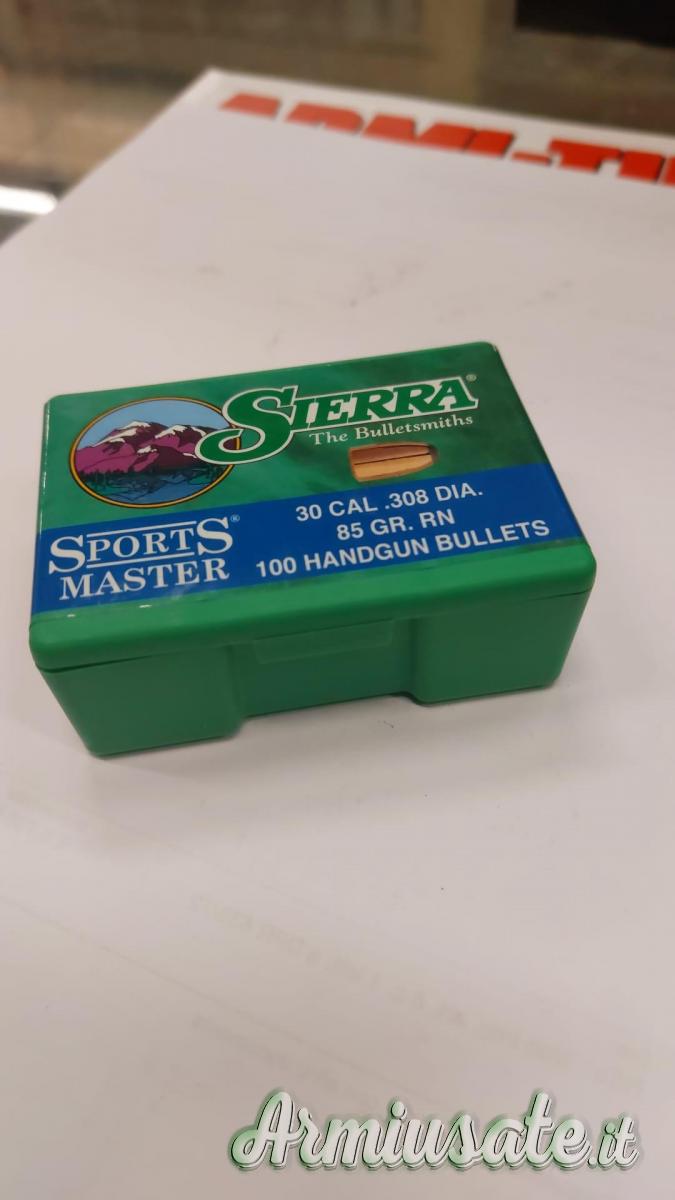 SIERRA®
The Bulletsmiths
30 CAL .308 DIA.
85 GR. RN
100 HANDGUN BULLETS
SPORTS®
MASTER
Armiusate.it